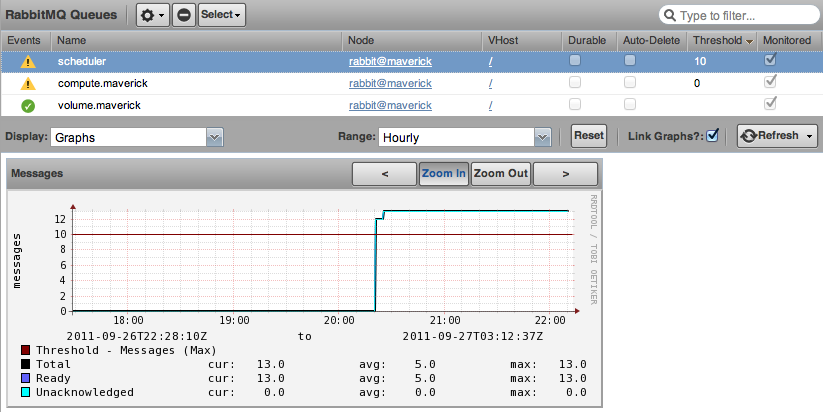 RabbitMQ Queues Select Type to filter...
Events Name Node VHost Durable Auto-Delete Threshold Monitored
scheduler rabbit@maverick / 10
compute.maverick rabbit@maverick / 0
volume.maverick rabbit@maverick /
Display: Graphs Range: Hourly Reset Link Graphs?: Refresh
Messages < Zoom In Zoom Out >
12
10
8
6
4
2
0
messages
18:00 19:00 20:00 21:00 22:00
2011-09-26T22:28:10Z to 2011-09-27T03:12:37Z
Threshold - Messages (Max)
Total cur: 13.0 avg: 5.0 max: 13.0
Ready cur: 13.0 avg: 5.0 max: 13.0
Unacknowledged cur: 0.0 avg: 0.0 max: 0.0
RRDTOOL / TOBI OETIKER